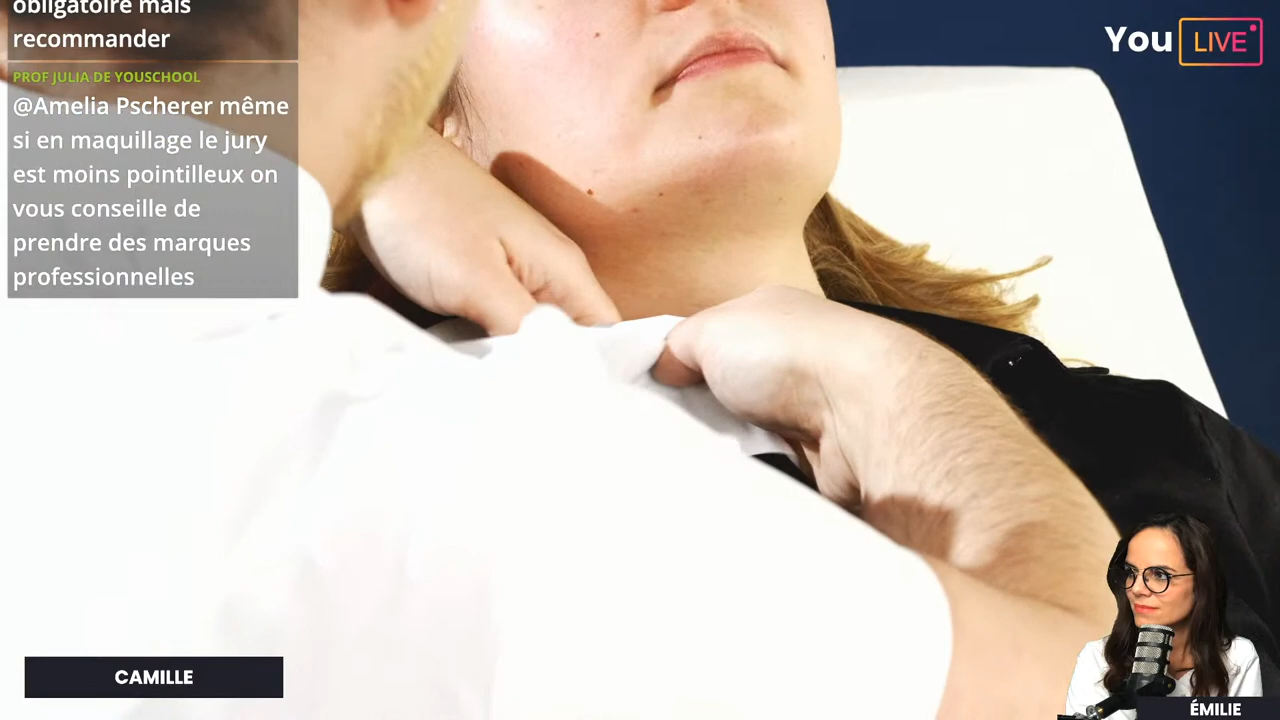 obligatoire mais
recommander
PROF JULIA DE YOUSCHOOL
@Amelia Pscherer même
si en maquillage le jury
est moins pointilleux on
vous conseille de
prendre des marques
professionnelles
You LIVE
CAMILLE
ÉMILIE